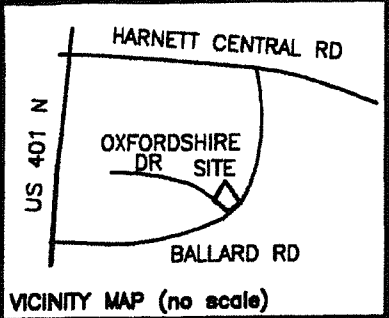 HARNETT CENTRAL RD
US 401 N
OXFORDSHIRE
DR
SITE
BALLARD RD
VICINITY MAP (no scale)